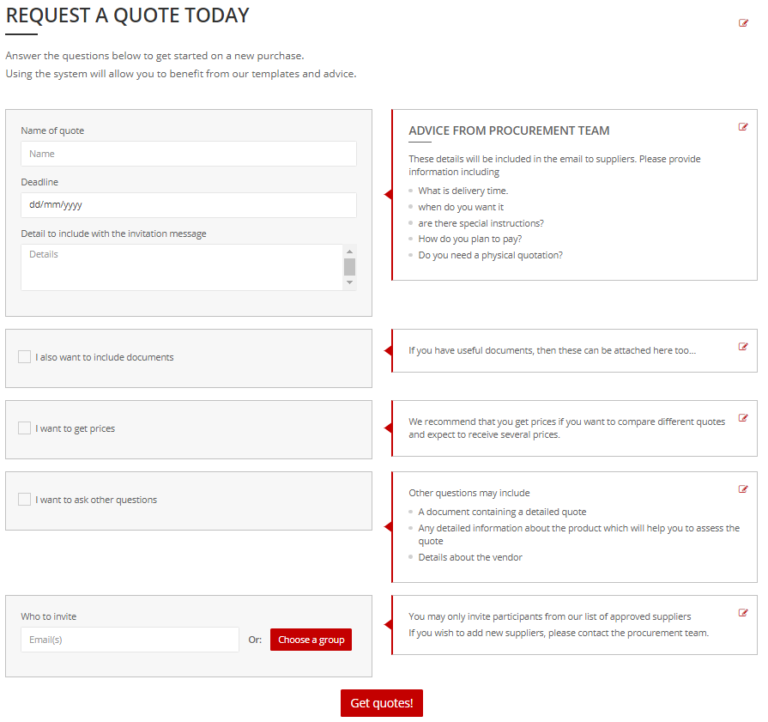 REQUEST A QUOTE TODAY
Answer the questions below to get started on a new purchase.
Using the system will allow you to benefit from our templates and advice.
Name of quote
Name
Deadline
dd/mm/yyyy
Detail to include with the invitation message
Details
ADVICE FROM PROCUREMENT TEAM
These details will be included in the email to suppliers. Please provide
information including
What is delivery time.
when do you want it
are there special instructions?
How do you plan to pay?
Do you need a physical quotation?
I also want to include documents
If you have useful documents, then these can be attached here too...
I want to get prices
We recommend that you get prices if you want to compare different quotes
and expect to receive several prices.
I want to ask other questions
Other questions may include
A document containing a detailed quote
Any detailed information about the product which will help you to assess the
quote
Details about the vendor
Who to invite
Email(s)
Or:
Choose a group
You may only invite participants from our list of approved suppliers
If you wish to add new suppliers, please contact the procurement team.
Get quotes!